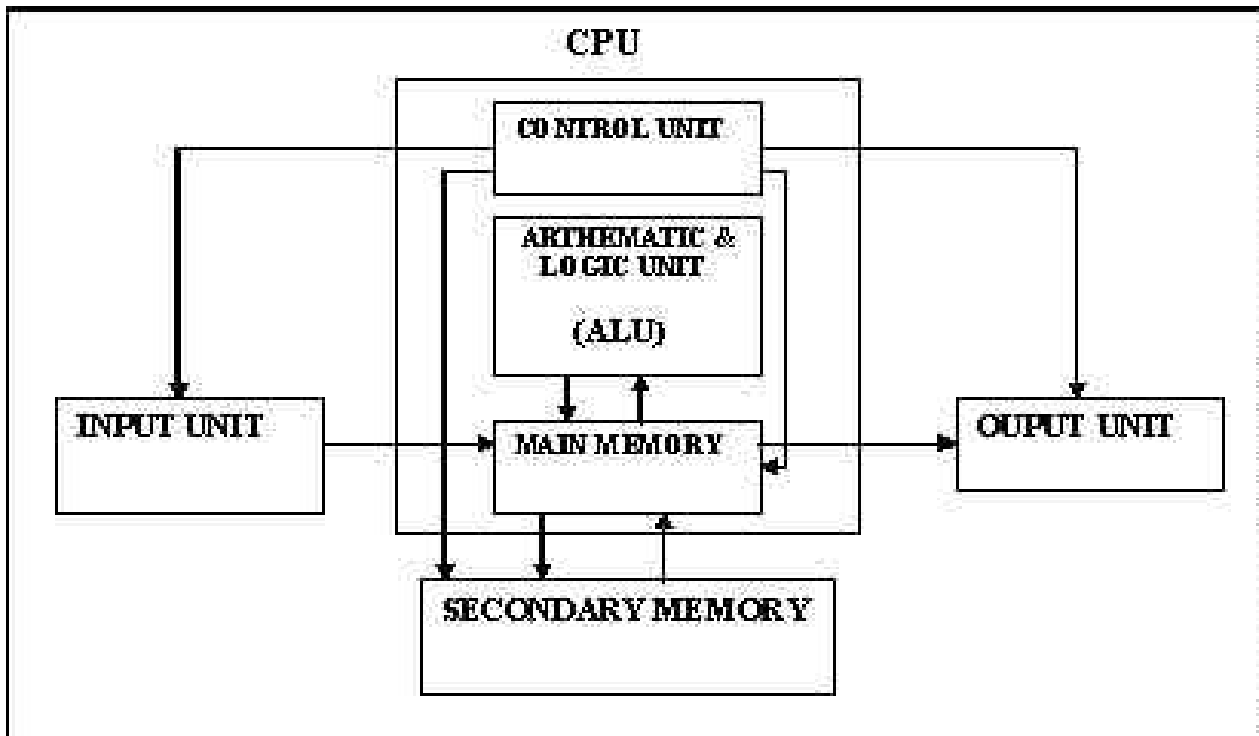 CPU
CONTROL UNIT
ARTHEMATIC &
LOGIC UNIT
(ALU)
INPUT UNIT
MAIN MEMORY
OUPUT UNIT
SECONDARY MEMORY